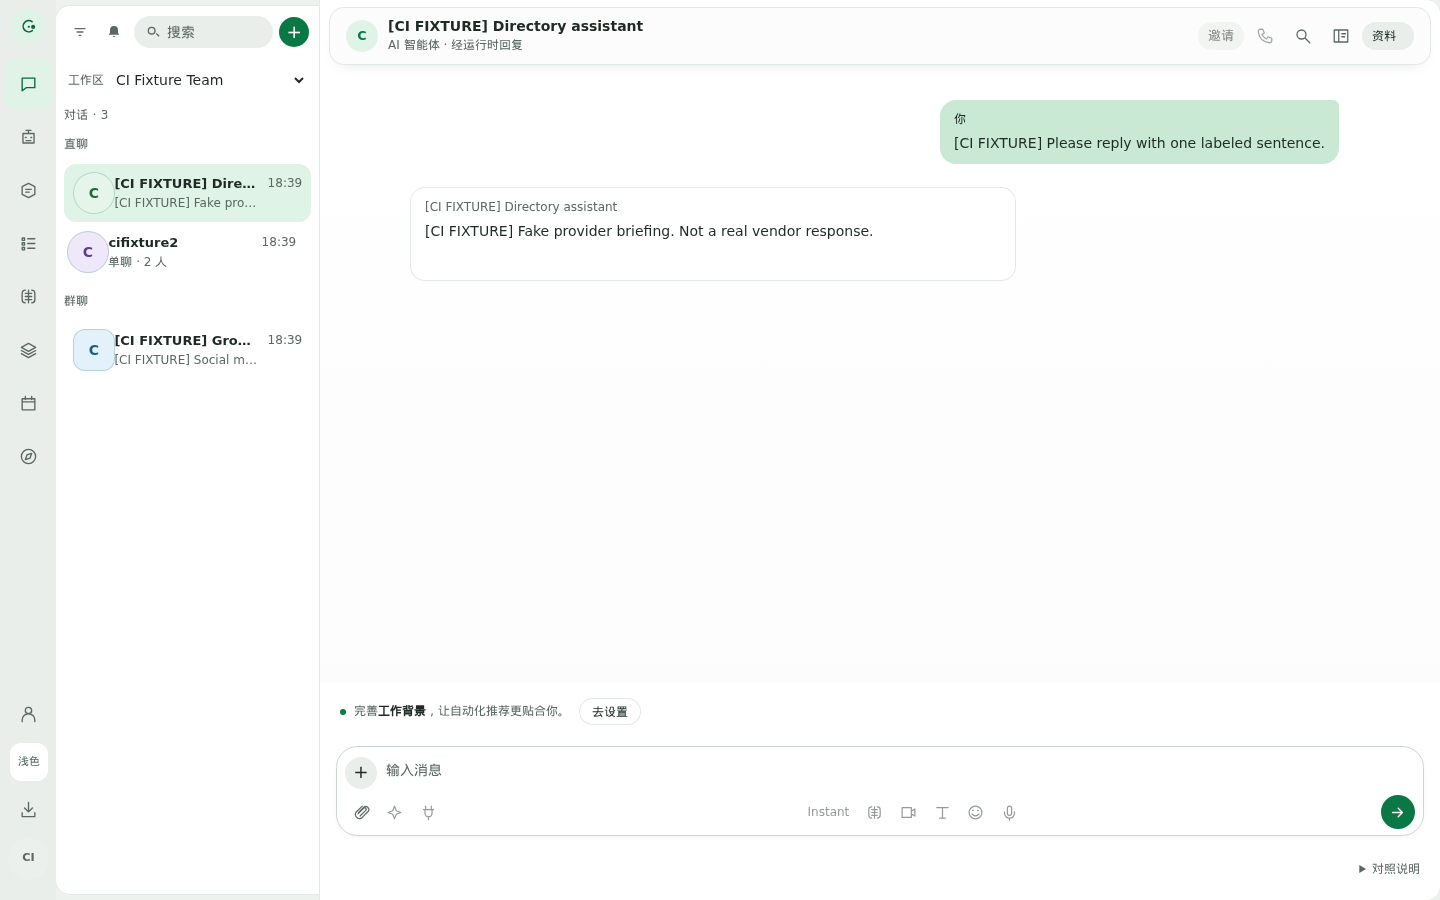 搜索
工作区 CI Fixture Team
对话 · 3
直聊
C
[CI FIXTURE] Dire… 18:39
[CI FIXTURE] Fake pro…
C
cifixture2 18:39
单聊 · 2 人
群聊
C
[CI FIXTURE] Gro… 18:39
[CI FIXTURE] Social m…
浅色
CI
C
[CI FIXTURE] Directory assistant
AI 智能体 · 经运行时回复
邀请
资料
你
[CI FIXTURE] Please reply with one labeled sentence.
[CI FIXTURE] Directory assistant
[CI FIXTURE] Fake provider briefing. Not a real vendor response.
完善工作背景，让自动化推荐更贴合你。 去设置
输入消息
Instant
对照说明